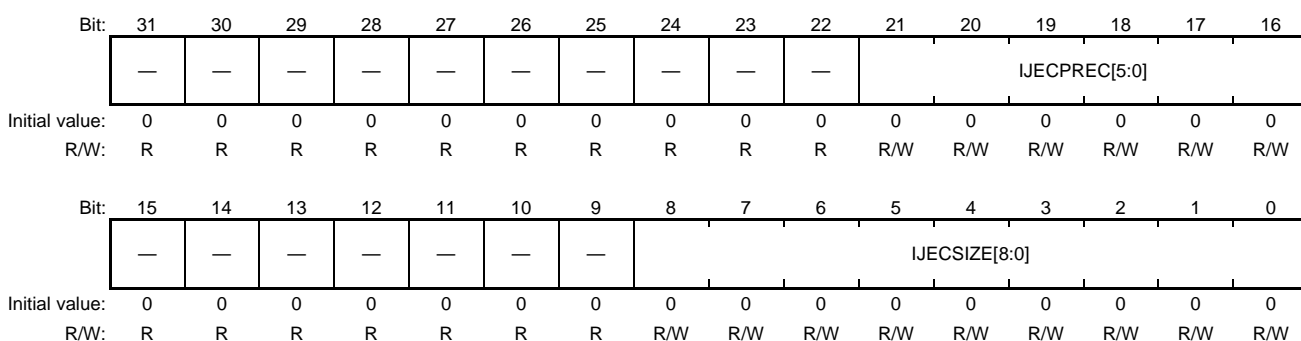 Bit: 31 30 29 28 27 26 25 24 23 22 21 20 19 18 17 16
— — — — — — — — — — IJECPREC[5:0]
Initial value: 0 0 0 0 0 0 0 0 0 0 0 0 0 0 0 0
R/W: R R R R R R R R R R R/W R/W R/W R/W R/W R/W
Bit: 15 14 13 12 11 10 9 8 7 6 5 4 3 2 1 0
— — — — — — — IJECSIZE[8:0]
Initial value: 0 0 0 0 0 0 0 0 0 0 0 0 0 0 0 0
R/W: R R R R R R R R/W R/W R/W R/W R/W R/W R/W R/W R/W